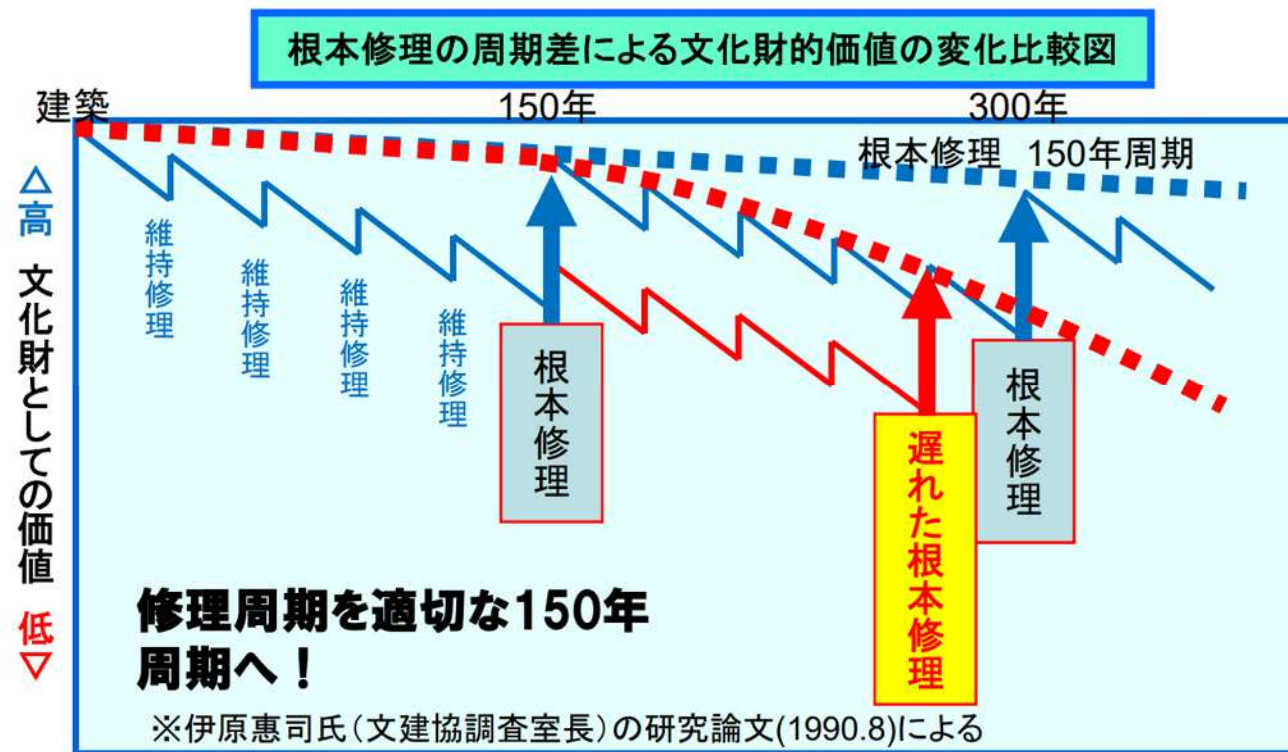 根本修理の周期差による文化財的価値の変化比較図
建築
150年
300年
根本修理 150年周期
△高 文化財としての価値 低▽
維持修理
維持修理
維持修理
維持修理
根本修理
遅れた根本修理
根本修理
修理周期を適切な150年
周期へ！
※伊原惠司氏（文建協調査室長）の研究論文(1990.8)による